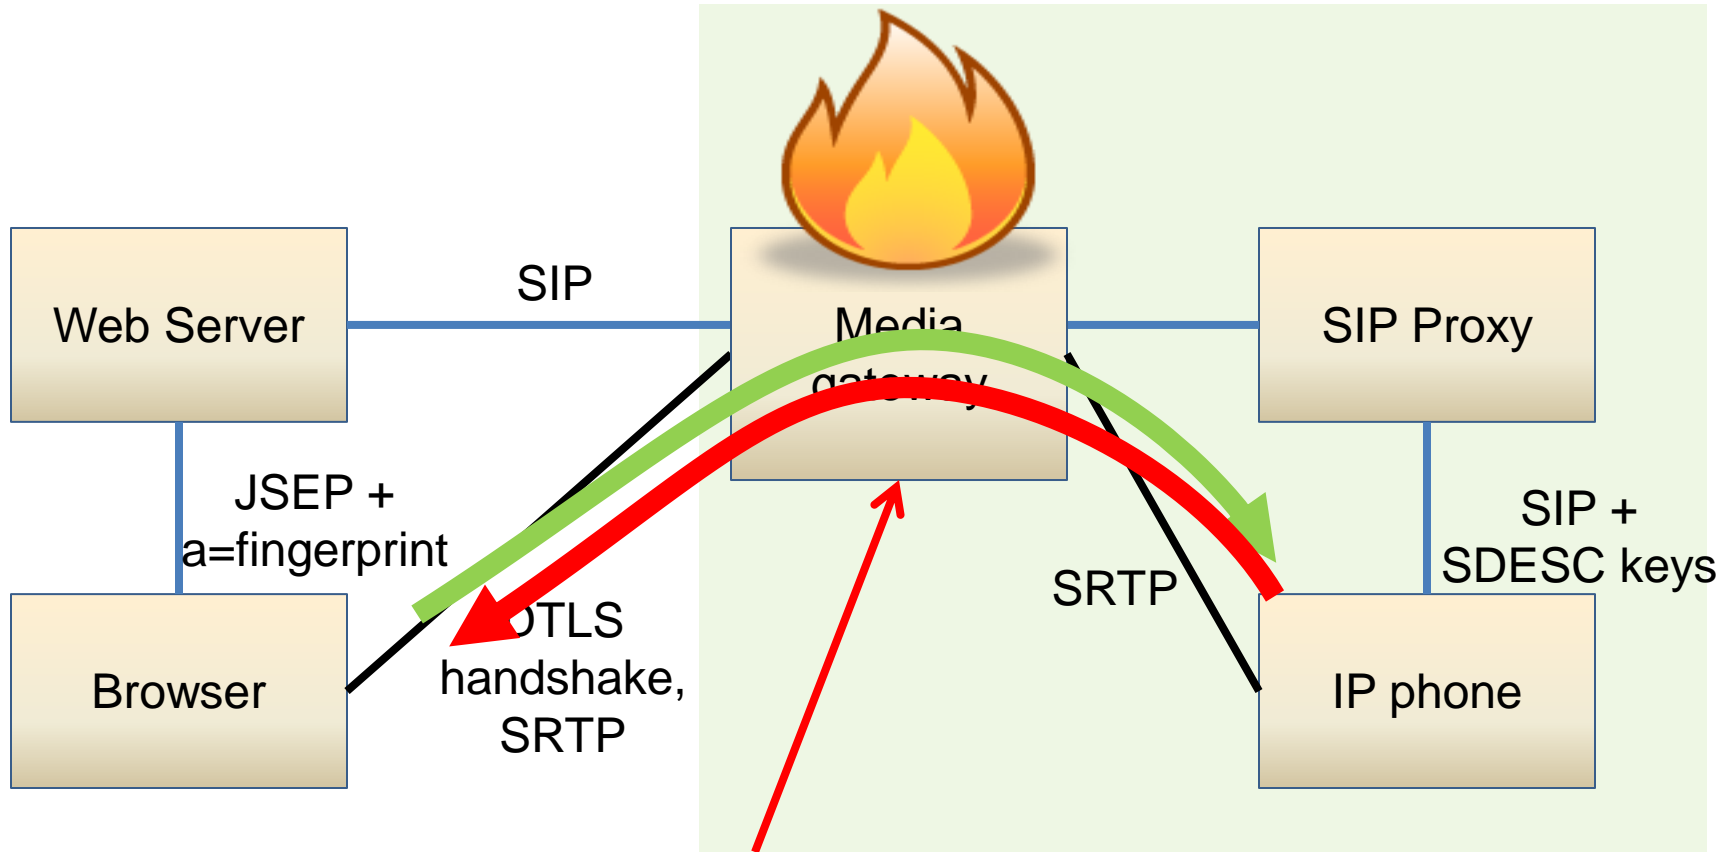 SIP
Web Server
Media
gateway
SIP Proxy
JSEP +
a=fingerprint
SIP +
SDESC keys
SRTP
DTLS
handshake,
SRTP
Browser
IP phone